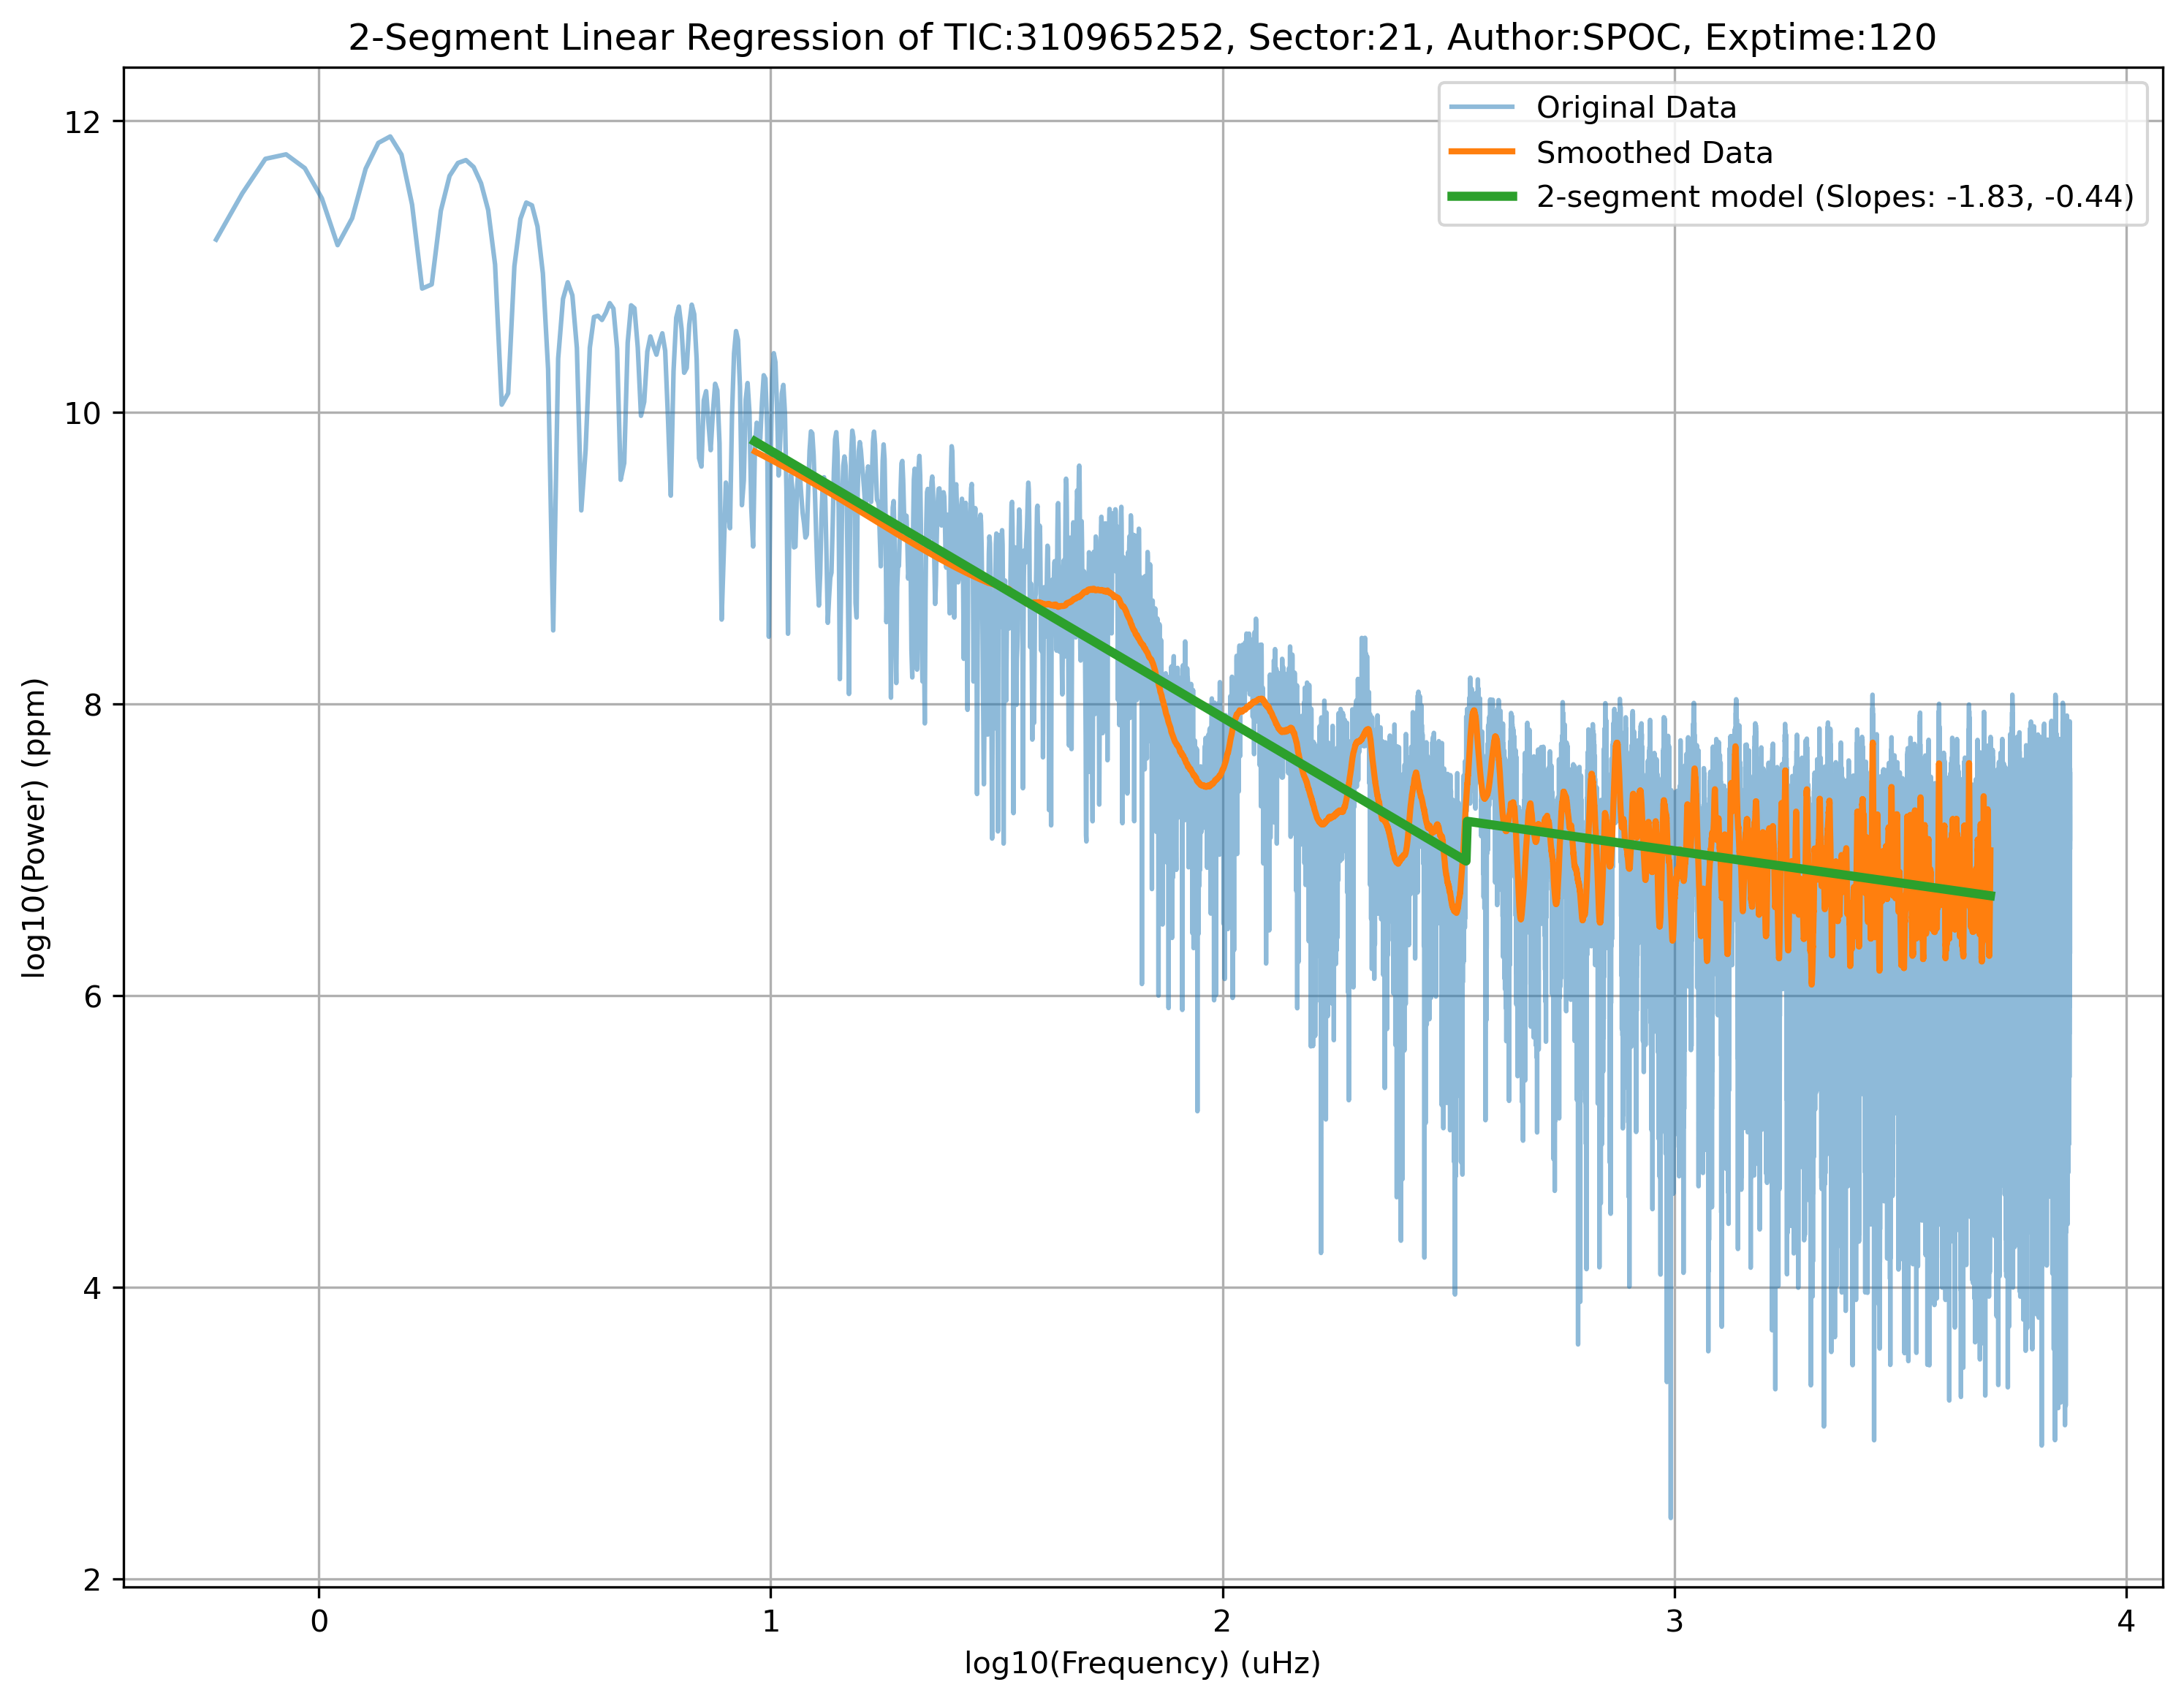 2-Segment Linear Regression of TIC:310965252, Sector:21, Author:SPOC, Exptime:120
Original Data
Smoothed Data
2-segment model (Slopes: -1.83, -0.44)
12
10
8
6
4
2
log10(Power) (ppm)
0 1 2 3 4
log10(Frequency) (uHz)